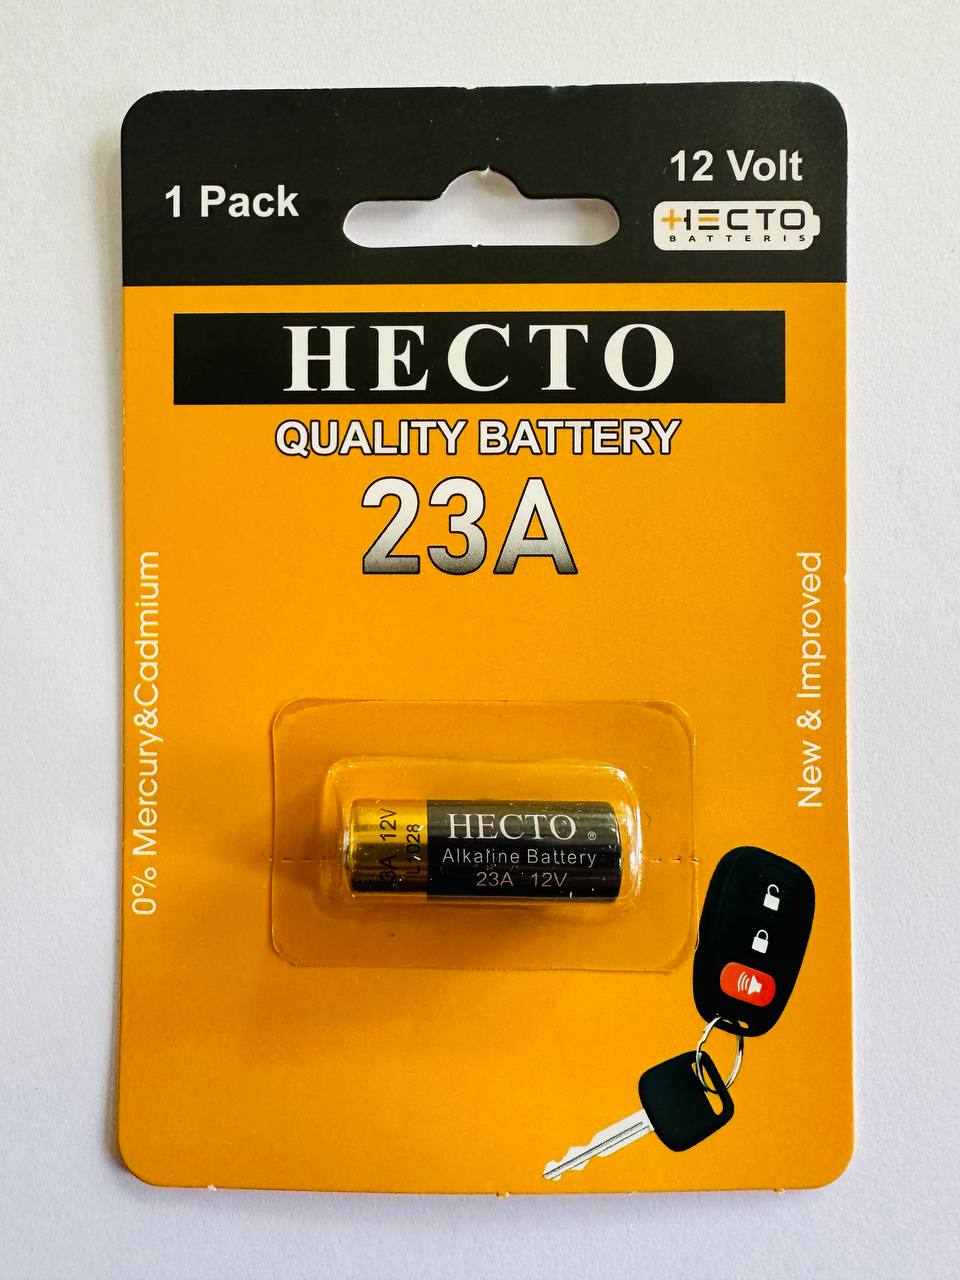 1 Pack
12 Volt
HECTO
BATTERIS
HECTO
QUALITY BATTERY
23A
0% Mercury&Cadmium
New & Improved
12V
HECTO ®
Alkaline Battery
23A 12V